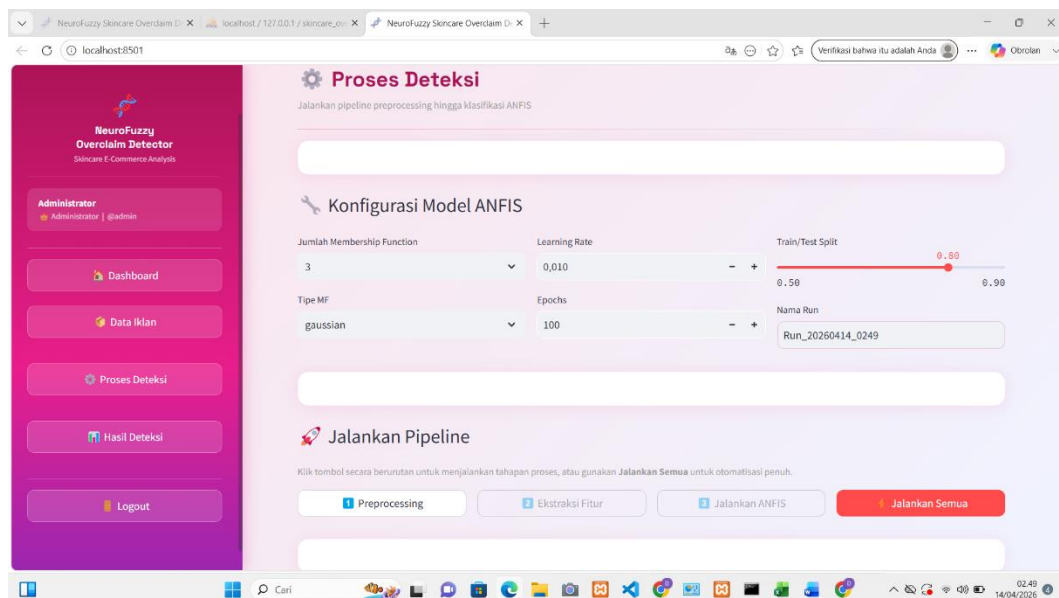 NeuroFuzzy Skincare Overclaim D
localhost / 127.0.0.1 / skincare_ov
NeuroFuzzy Skincare Overclaim D
localhost:8501
Verifikasi bahwa itu adalah Anda
Obrolan
NeuroFuzzy
Overclaim Detector
Skincare E-Commerce Analysis
Administrator
Administrator | @admin
Dashboard
Data Iklan
Proses Deteksi
Hasil Deteksi
Logout
Proses Deteksi
Jalankan pipeline preprocessing hingga klasifikasi ANFIS
Konfigurasi Model ANFIS
Jumlah Membership Function
3
Tipe MF
gaussian
Learning Rate
0,010
Epochs
100
Train/Test Split
0.80
0.50 0.90
Nama Run
Run_20260414_0249
Jalankan Pipeline
Klik tombol secara berurutan untuk menjalankan tahapan proses, atau gunakan Jalankan Semua untuk otomatisasi penuh.
1 Preprocessing
2 Ekstraksi Fitur
3 Jalankan ANFIS
Jalankan Semua
Cari
02.49
14/04/2026